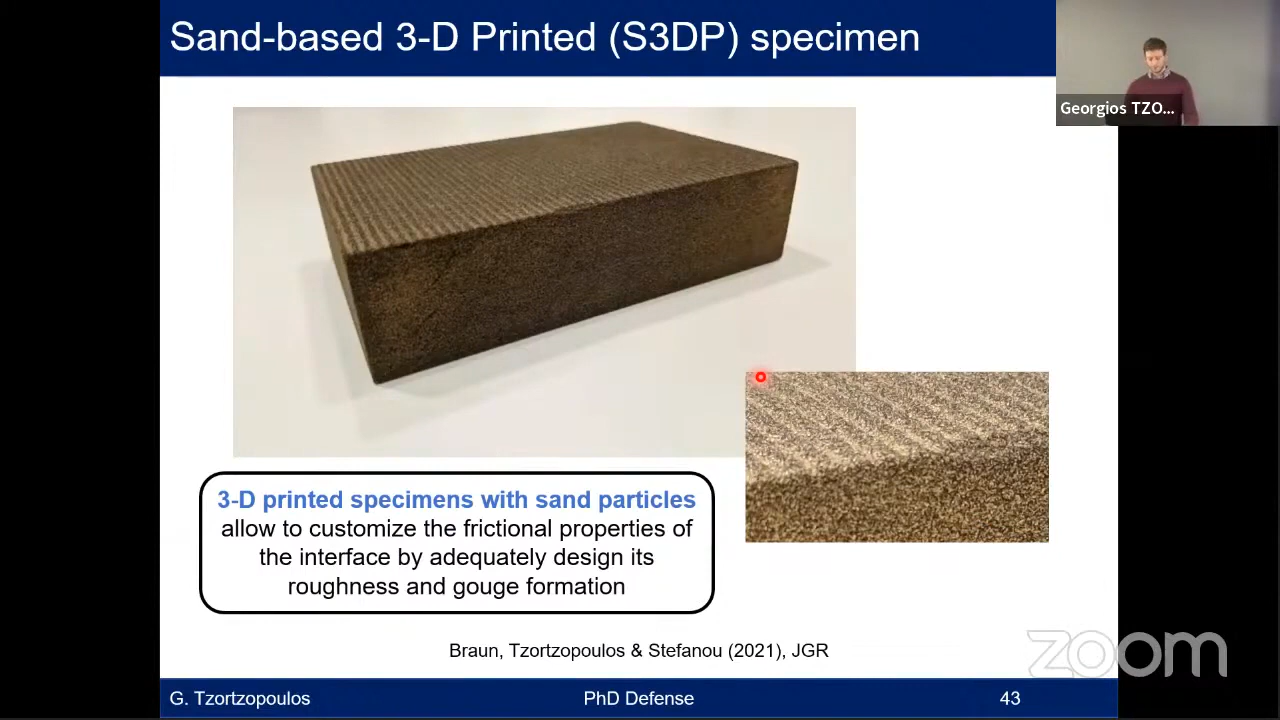 Sand-based 3-D Printed (S3DP) specimen
Georgios TZO...
3-D printed specimens with sand particles
allow to customize the frictional properties of
the interface by adequately design its
roughness and gouge formation
Braun, Tzortzopoulos & Stefanou (2021), JGR
zoom
G. Tzortzopoulos
PhD Defense
43